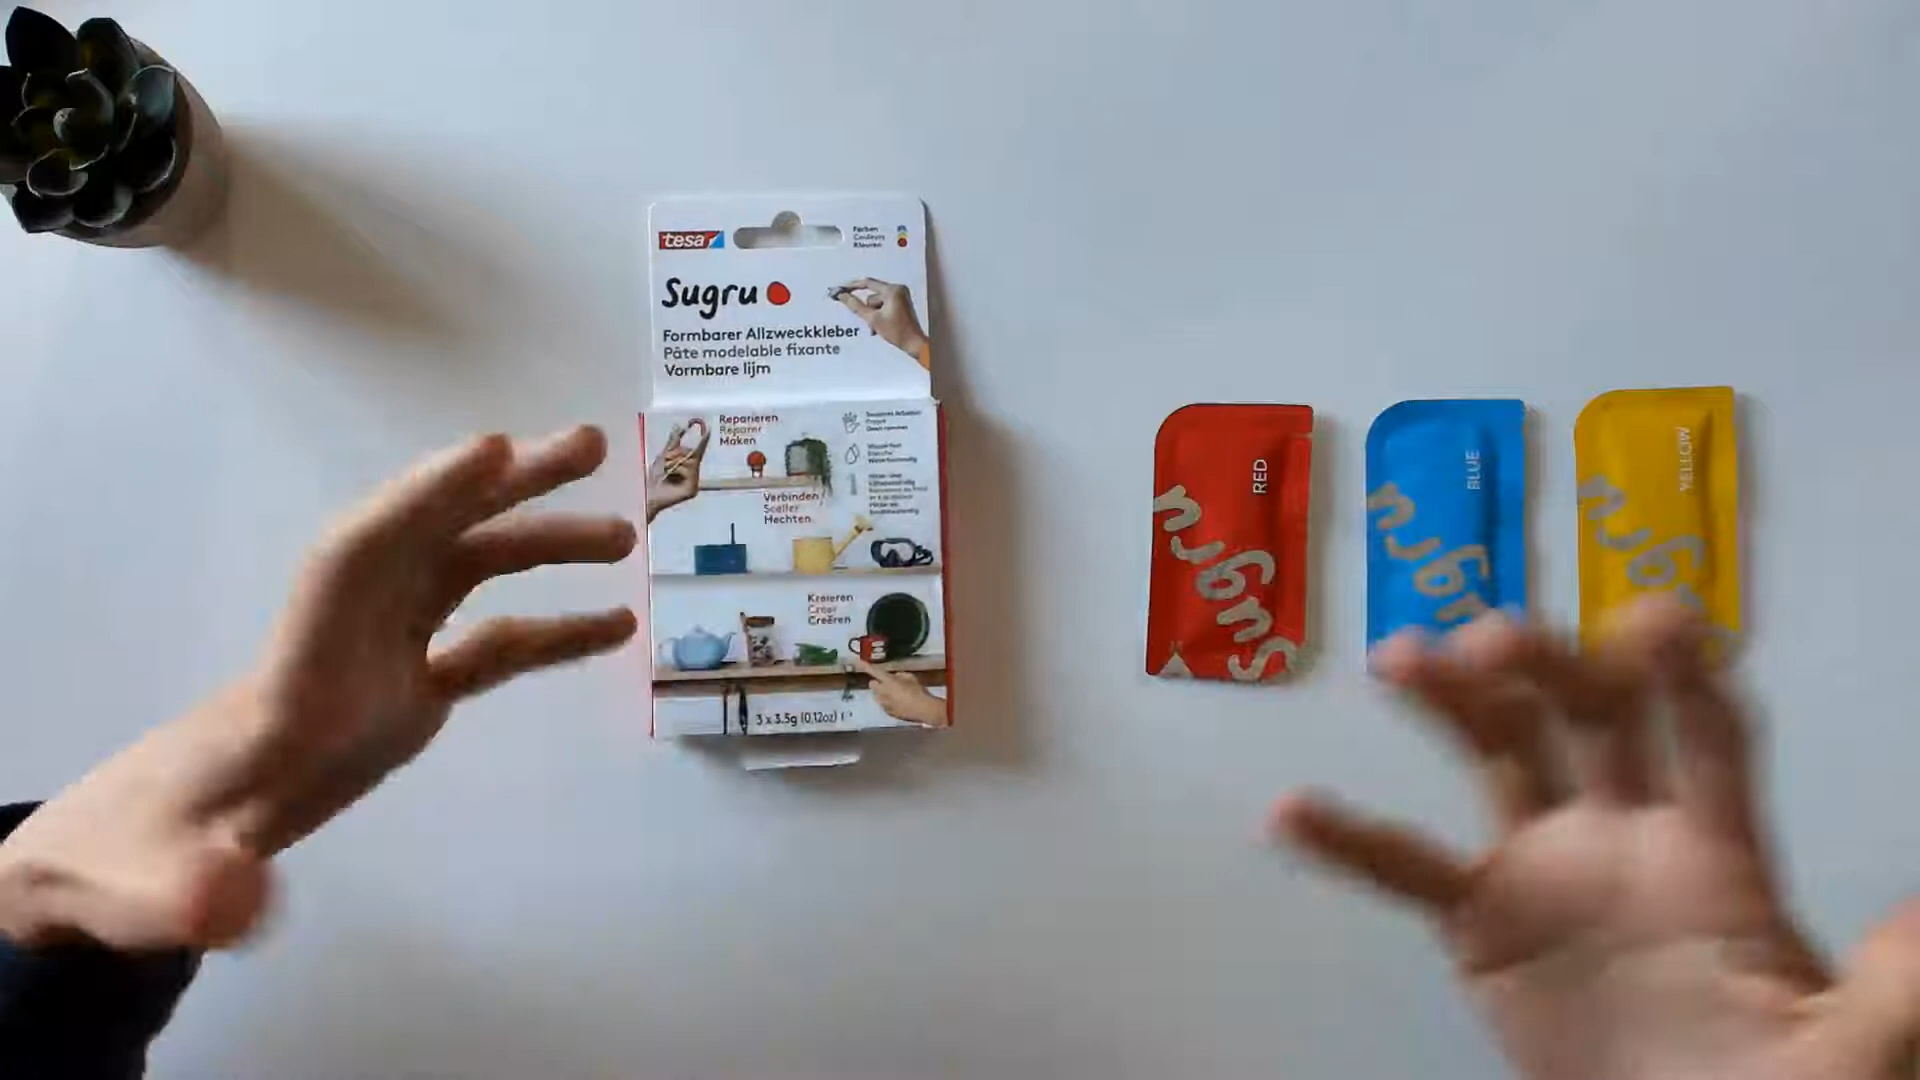 tesa
Farben
Couleurs
Kleuren
Sugru
Formbarer Allzweckkleber
Pâte modelable fixante
Vormbare lijm
Reparieren
Réparer
Maken
Verbinden
Sceller
Hechten
Kreieren
Créer
Creëren
3 x 3.5g (0,12oz)
RED
sugru
BLUE
sugru
YELLOW
sugru